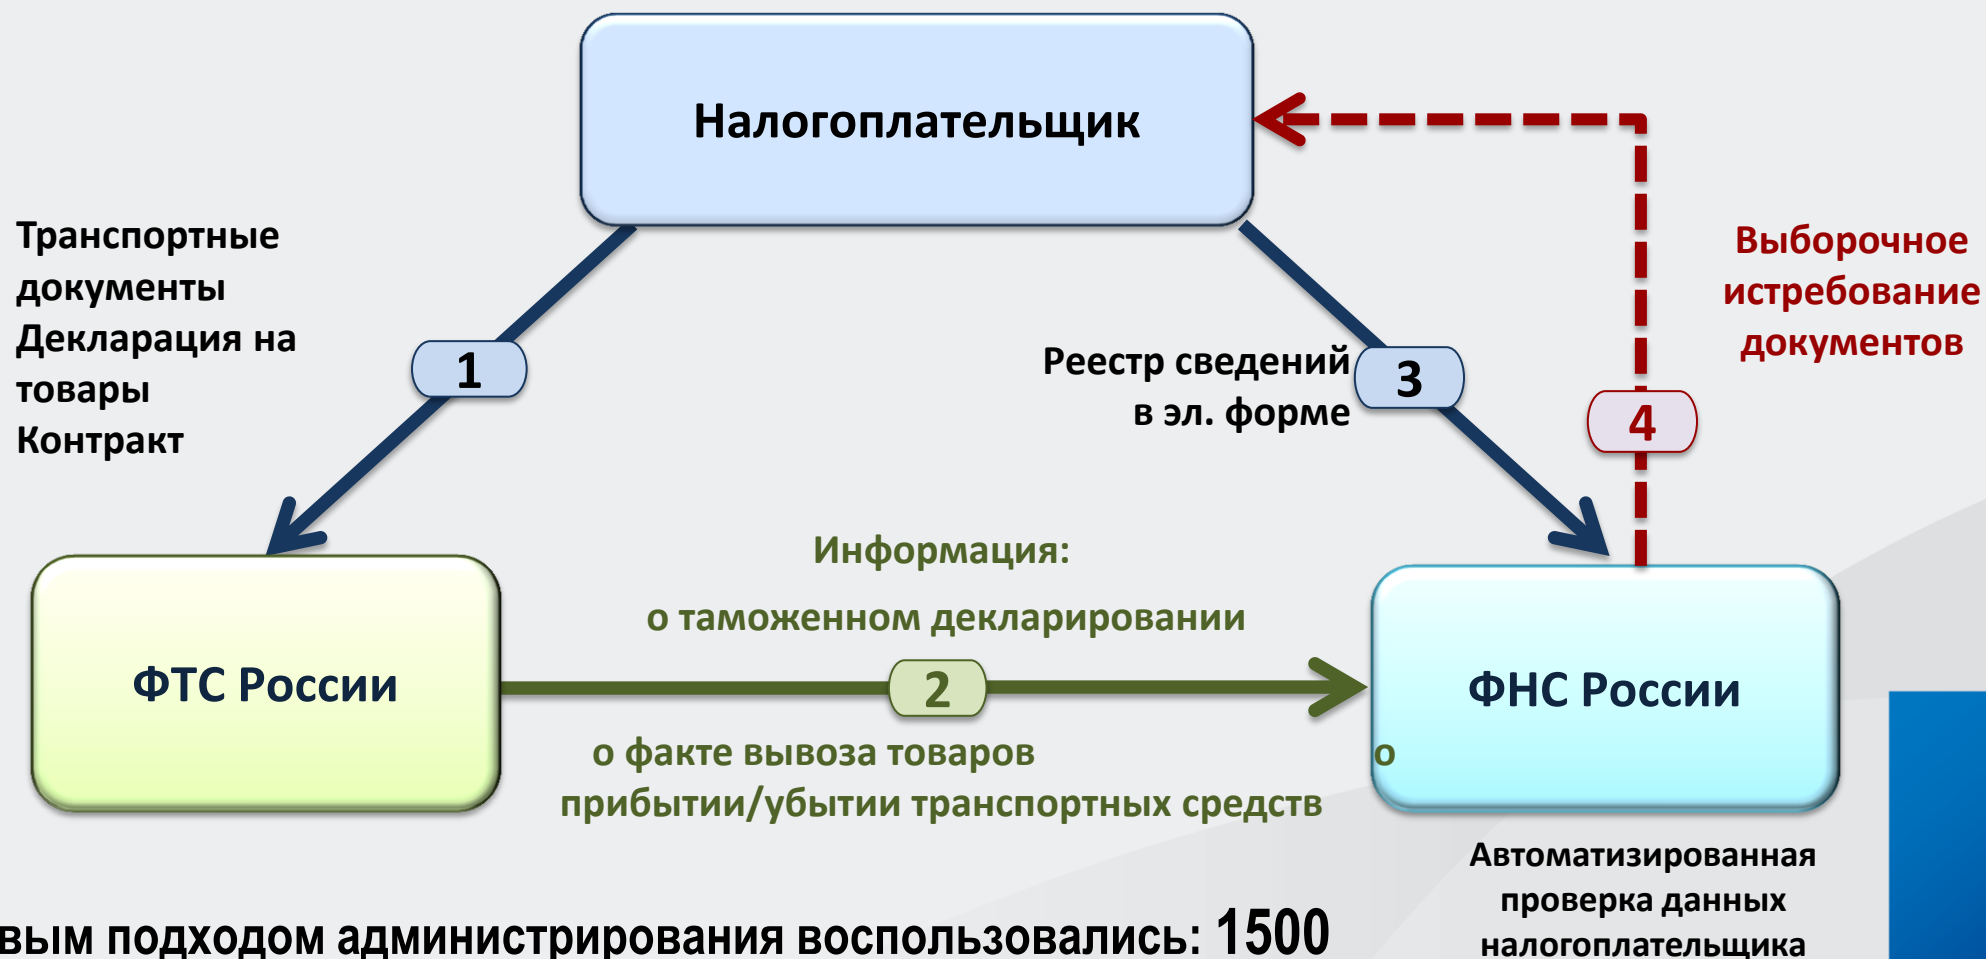 Налогоплательщик
Транспортные
документы
Декларация на
товары
Контракт
1
Реестр сведений
в эл. форме
3
Выборочное
истребование
документов
4
Информация:
о таможенном декларировании
ФТС России
2
ФНС России
о факте вывоза товаров о
прибытии/убытии транспортных средств
Автоматизированная
проверка данных
налогоплательщика
вым подходом администрирования воспользовались: 1500